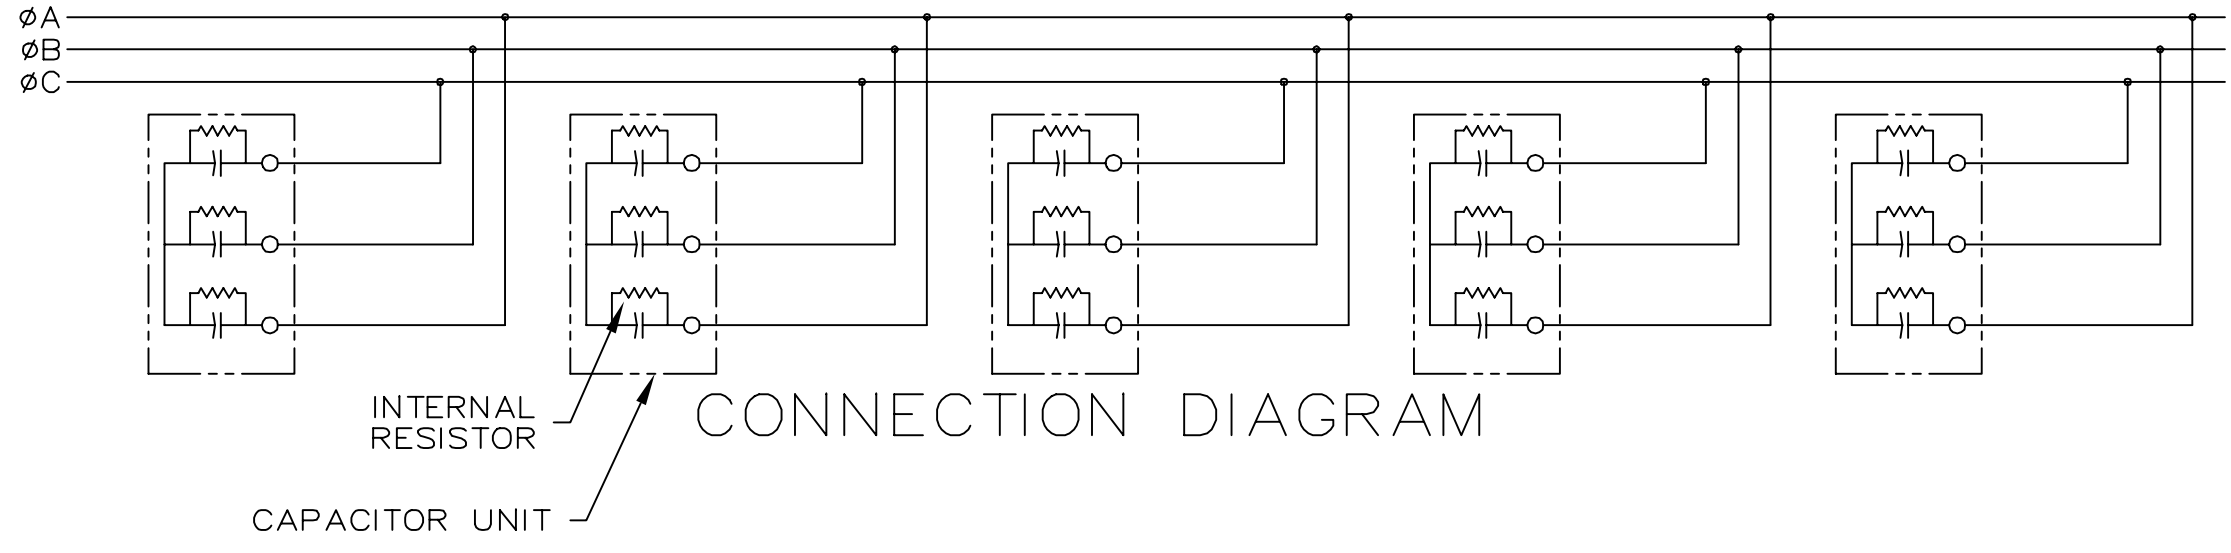 øA
øB
øC
INTERNAL
RESISTOR
CONNECTION DIAGRAM
CAPACITOR UNIT